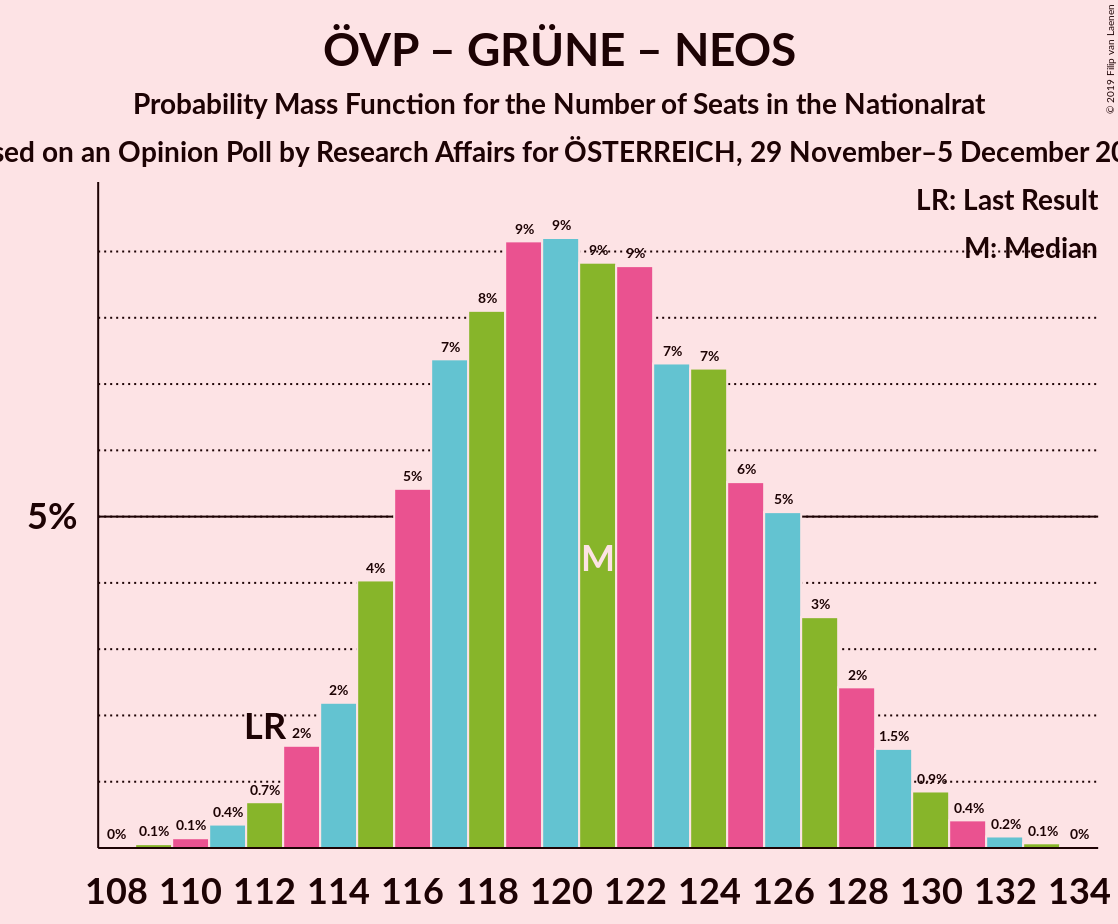 ÖVP – GRÜNE – NEOS
Probability Mass Function for the Number of Seats in the Nationalrat
on an Opinion Poll by Research Affairs for ÖSTERREICH, 29 November–5 December
© 2019 Filip van Laenen
LR: Last Result
M: Median
5%
0% 0.1% 0.1% 0.4% 0.7% 2% 2% 4% 5% 7% 8% 9% 9% 9% 9% 7% 7% 6% 5% 3% 2% 1.5% 0.9% 0.4% 0.2% 0.1% 0%
LR
M
108 110 112 114 116 118 120 122 124 126 128 130 132 134